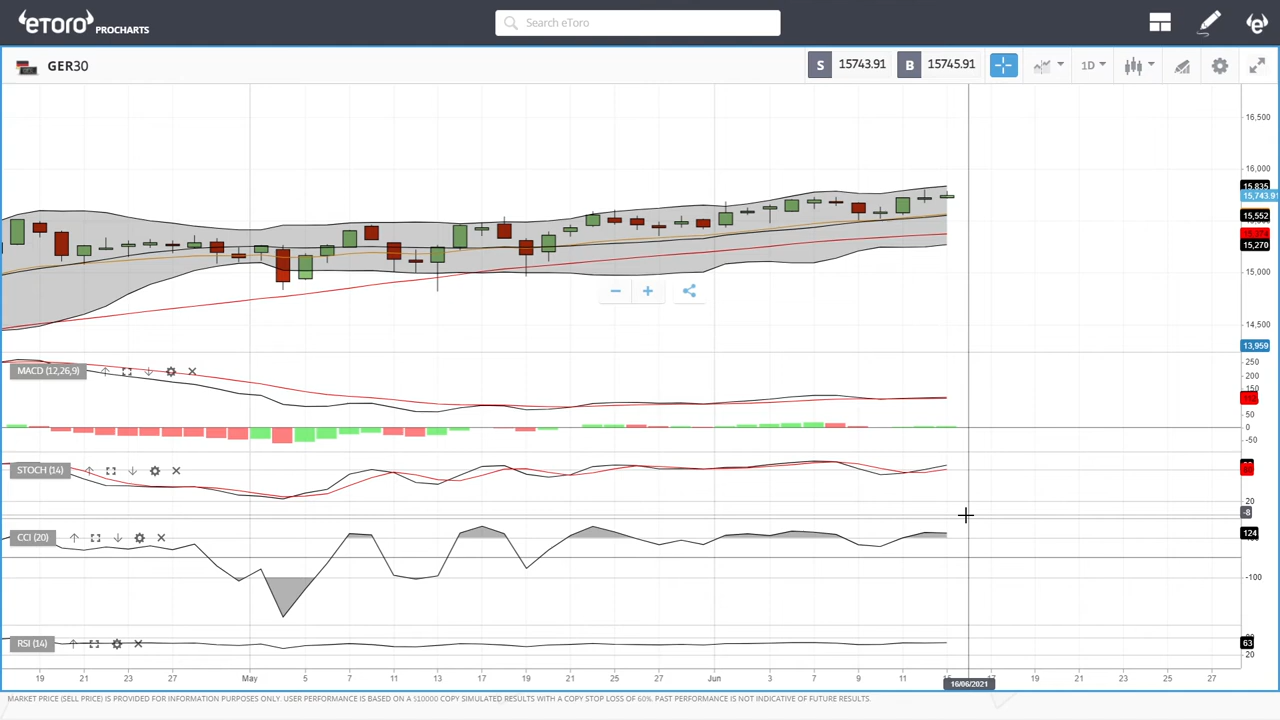 eToro PROCHARTS
Search eToro
GER30
S 15743.91 B 15745.91
1D
16,500
16,000
15,835
15,743.91
15,552
15,270
15,000
14,500
13,959
MACD (12,26,9)
250
200
150
50
0
-50
STOCH (14)
20
-8
CCI (20)
124
-100
RSI (14)
63
20
19 21 23 27 May 5 7 11 13 17 19 21 25 27 Jun 3 7 9 11 15 17 19 21 23 25 27
16/06/2021
MARKET PRICE (SELL PRICE) IS PROVIDED FOR INFORMATION PURPOSES ONLY. USER PERFORMANCE IS BASED ON A $10000 COPY SIMULATED RESULTS WITH A COPY STOP LOSS OF 60%. PAST PERFORMANCE IS NOT INDICATIVE OF FUTURE RESULTS.